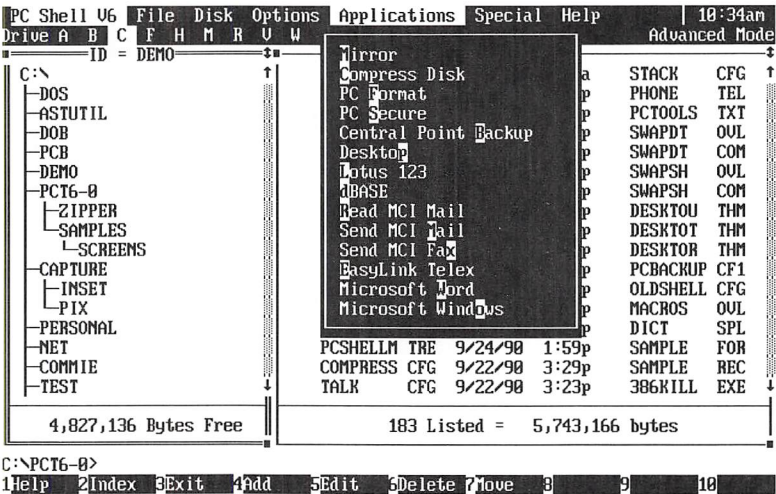 PC Shell V6 File Disk Options Applications Special Help 10:34am
Drive A B C F H M R V W Advanced Mode
ID = DEMO
Mirror
Compress Disk
PC Format
PC Secure
Central Point Backup
Desktop
Lotus 123
dBASE
Read MCI Mail
Send MCI Mail
Send MCI Fax
EasyLink Telex
Microsoft Word
Microsoft Windows
C:\
DOS
ASTUTIL
DOB
PCB
DEMO
PCT6-0
ZIPPER
SAMPLES
SCREENS
CAPTURE
INSET
PIX
PERSONAL
NET
COMMIE
TEST
a STACK CFG
p PHONE TEL
p PCTOOLS TXT
p SWAPDT OVL
p SWAPDT COM
p SWAPSH OVL
p SWAPSH COM
p DESKTOU THM
p DESKTOT THM
p DESKTOR THM
p PCBACKUP CF1
p OLDSHELL CFG
p MACROS OVL
p DICT SPL
PCSHELLM TRE 9/24/90 1:59p SAMPLE FOR
COMPRESS CFG 9/22/90 3:29p SAMPLE REC
TALK CFG 9/22/90 3:23p 386KILL EXE
4,827,136 Bytes Free
183 Listed = 5,743,166 bytes
C:\PCT6-0>
1Help 2Index 3Exit 4Add 5Edit 6Delete 7Move 8 9 10